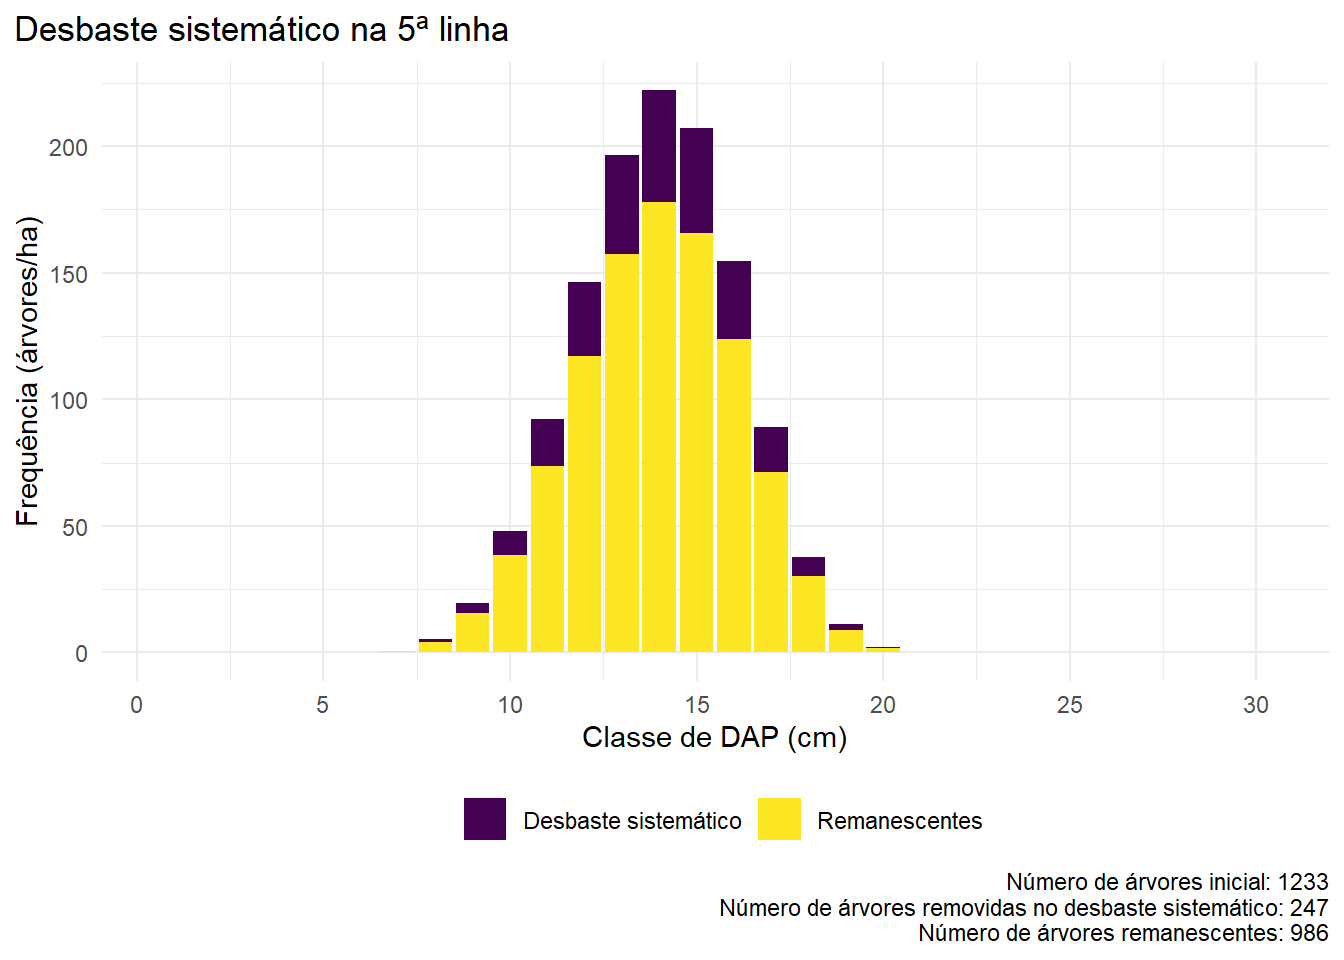 Desbaste sistemático na 5ª linha
Frequência (árvores/ha)
200
150
100
50
0
0 5 10 15 20 25 30
Classe de DAP (cm)
Desbaste sistemático Remanescentes
Número de árvores inicial: 1233
Número de árvores removidas no desbaste sistemático: 247
Número de árvores remanescentes: 986